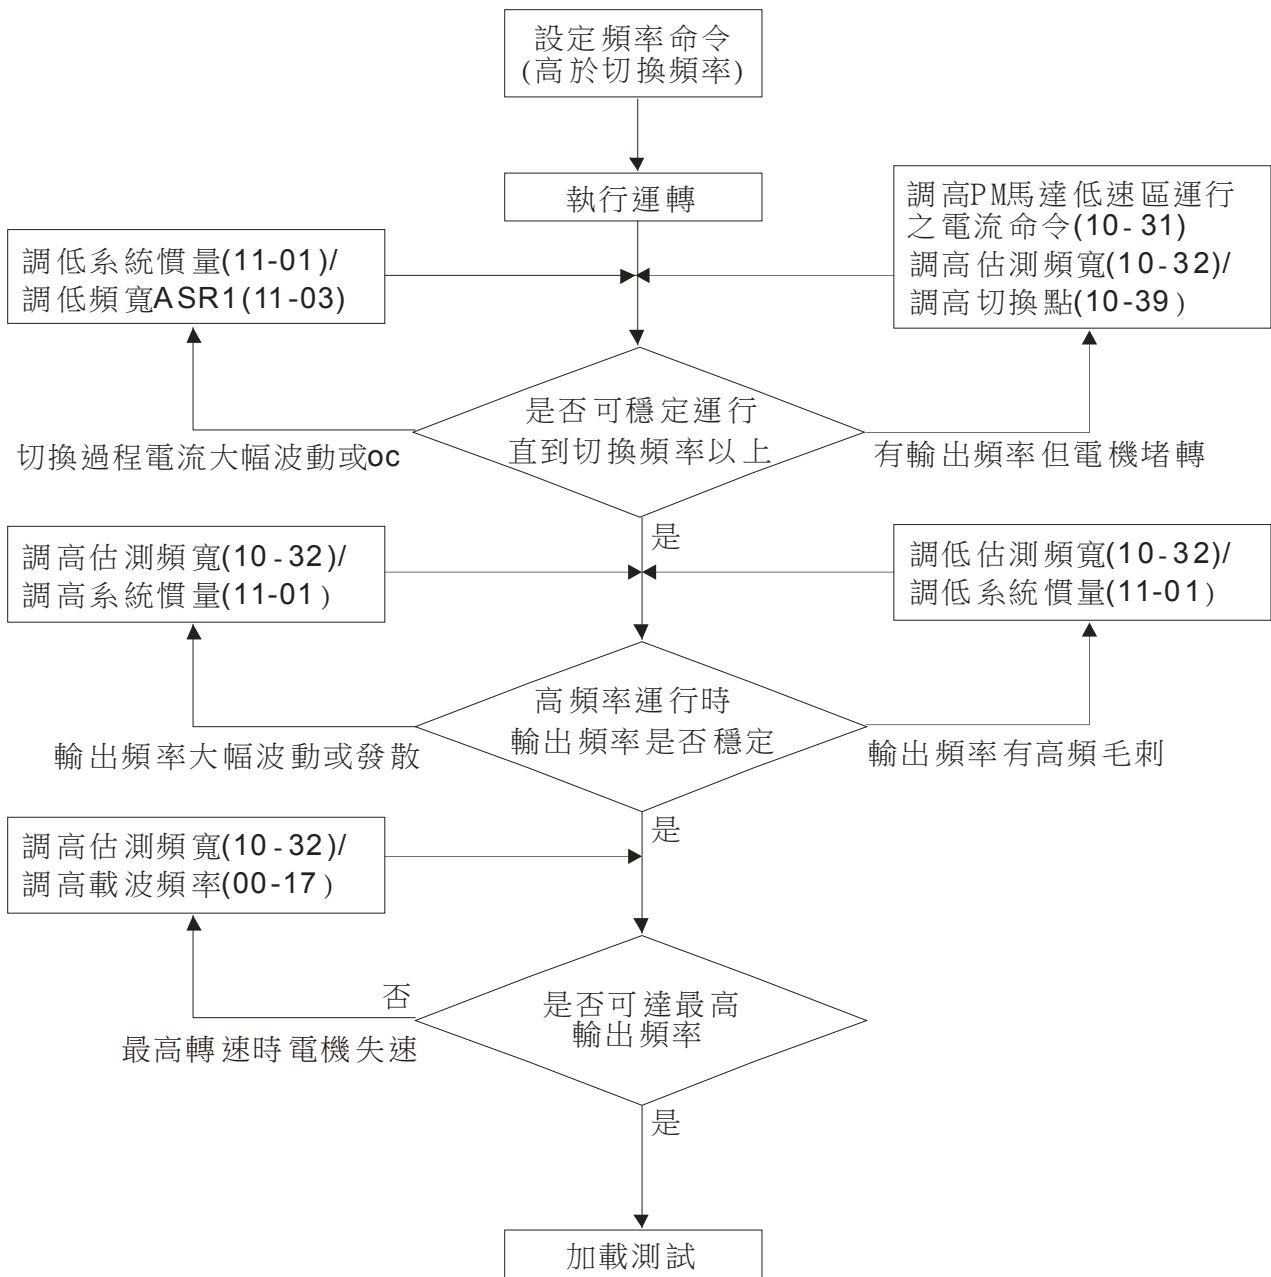 設定頻率命令
(高於切換頻率)
執行運轉
調低系統慣量(11-01)/
調低頻寬ASR1(11-03)
調高PM馬達低速區運行
之電流命令(10-31)
調高估測頻寬(10-32)/
調高切換點(10-39)
是否可穩定運行
直到切換頻率以上
切換過程電流大幅波動或oc
有輸出頻率但電機堵轉
是
調高估測頻寬(10-32)/
調高系統慣量(11-01)
調低估測頻寬(10-32)/
調低系統慣量(11-01)
高頻率運行時
輸出頻率是否穩定
輸出頻率大幅波動或發散
輸出頻率有高頻毛刺
是
調高估測頻寬(10-32)/
調高載波頻率(00-17)
否
是否可達最高
輸出頻率
最高轉速時電機失速
是
加載測試